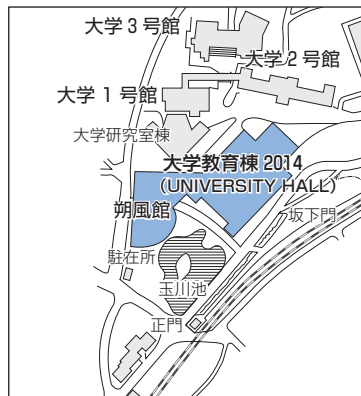 大学3号館
大学2号館
大学1号館
大学研究室棟
大学教育棟 2014
(UNIVERSITY HALL)
朔風館
坂下門
駐在所
玉川池
正門